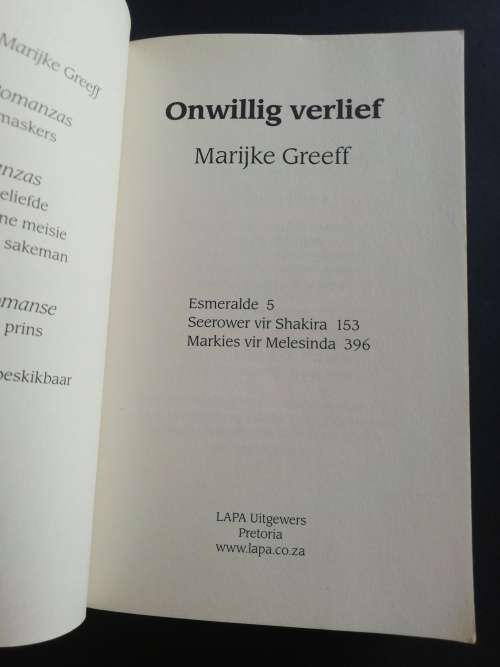 Marijke Greeff
omanzas
maskers
nzas
eliefde
ne meisie
sakeman
manse
prins
beskikbaar
Onwillig verlief
Marijke Greeff
Esmeralde 5
Seerower vir Shakira 153
Markies vir Melesinda 396
LAPA Uitgewers
Pretoria
www.lapa.co.za